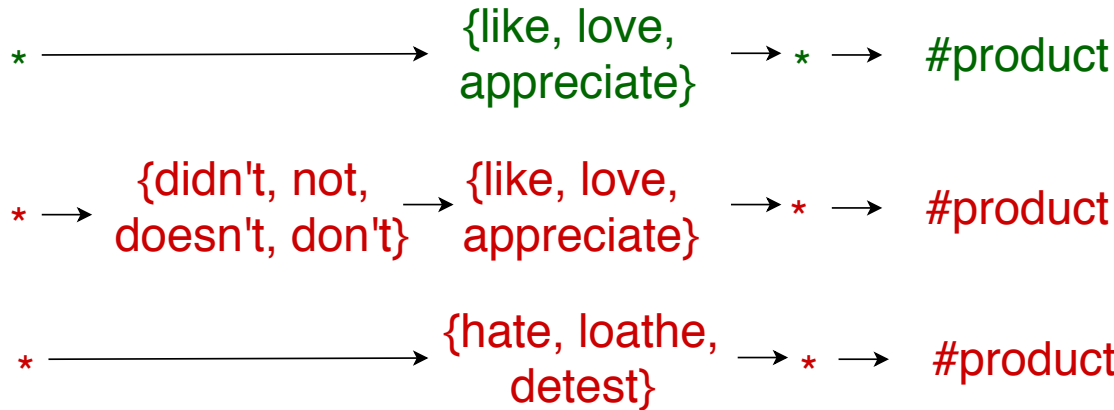 * {like, love, appreciate} * #product
* {didn't, not, doesn't, don't} {like, love, appreciate} * #product
* {hate, loathe, detest} * #product